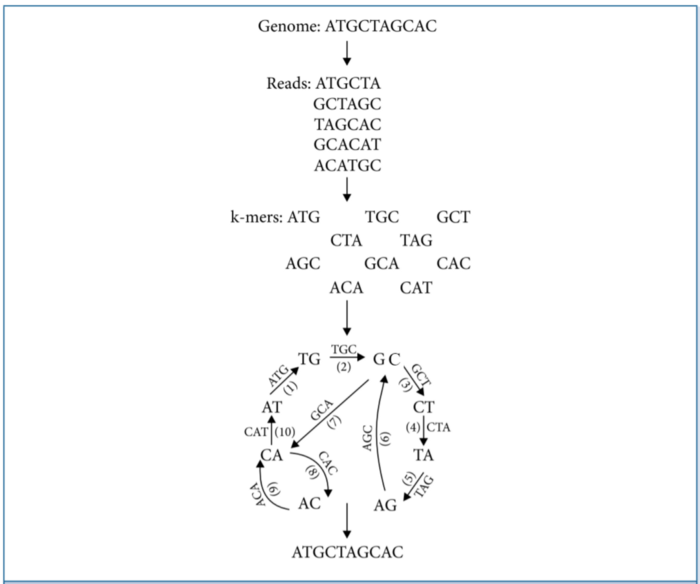 Genome: ATGCTAGCAC
Reads: ATGCTA
GCTAGC
TAGCAC
GCACAT
ACATGC
k-mers: ATG TGC GCT
CTA TAG
AGC GCA CAC
ACA CAT
TG TGC (2) GC
ATG (1)
GCT (3)
AT
GCA (7)
CT
CAT (10)
AGC (6)
(4) CTA
CA
TA
CAC (8)
ACA (9)
TAG (5)
AC
AG
ATGCTAGCAC